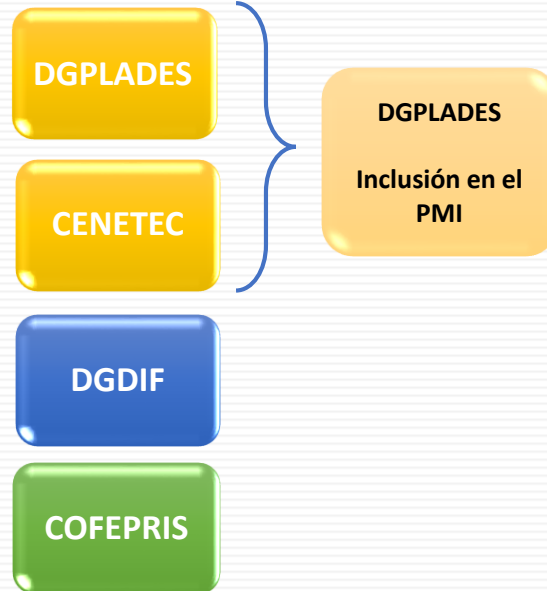 DGPLADES
CENETEC
DGDIF
COFEPRIS
DGPLADES
Inclusión en el
PMI